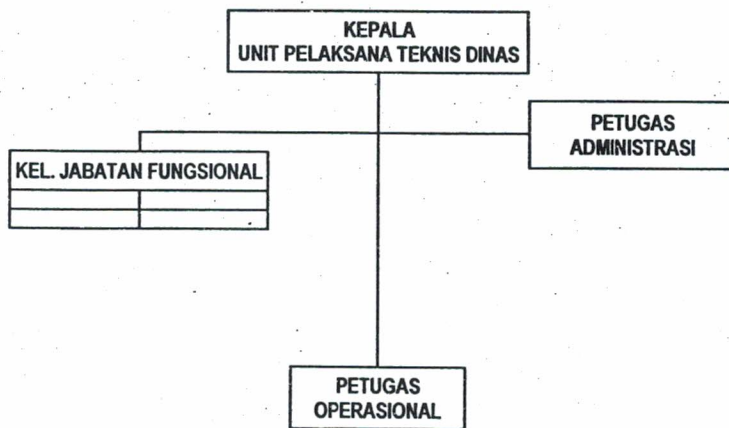 KEPALA
UNIT PELAKSANA TEKNIS DINAS
PETUGAS
ADMINISTRASI
KEL. JABATAN FUNGSIONAL
PETUGAS
OPERASIONAL